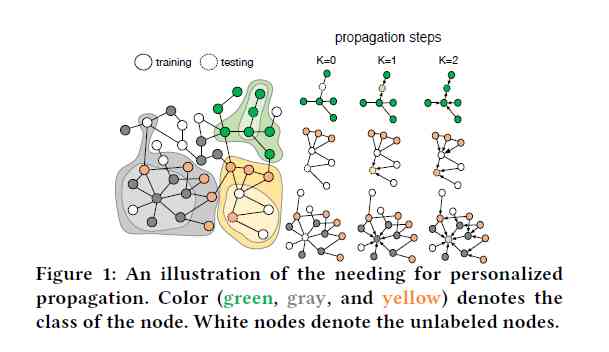 propagation steps
training testing K=0 K=1 K=2
Figure 1: An illustration of the needing for personalized
propagation. Color (green, gray, and yellow) denotes the
class of the node. White nodes denote the unlabeled nodes.